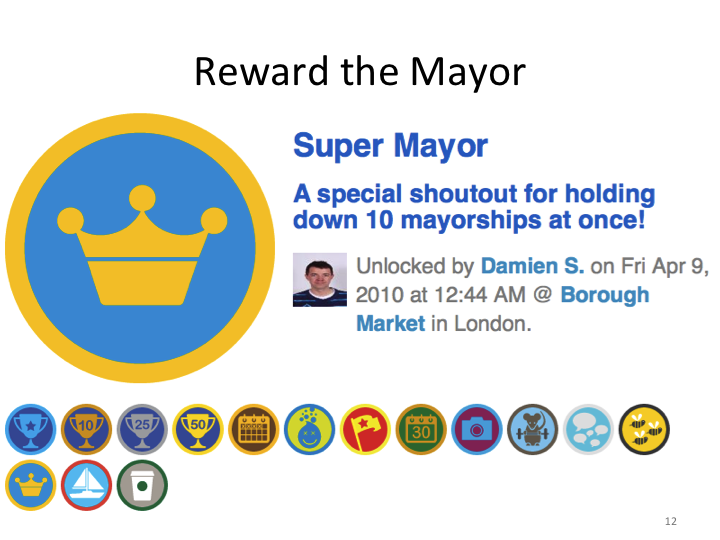 Reward the Mayor
Super Mayor
A special shoutout for holding
down 10 mayorships at once!
Unlocked by Damien S. on Fri Apr 9,
2010 at 12:44 AM @ Borough
Market in London.
10 25 50 30
12